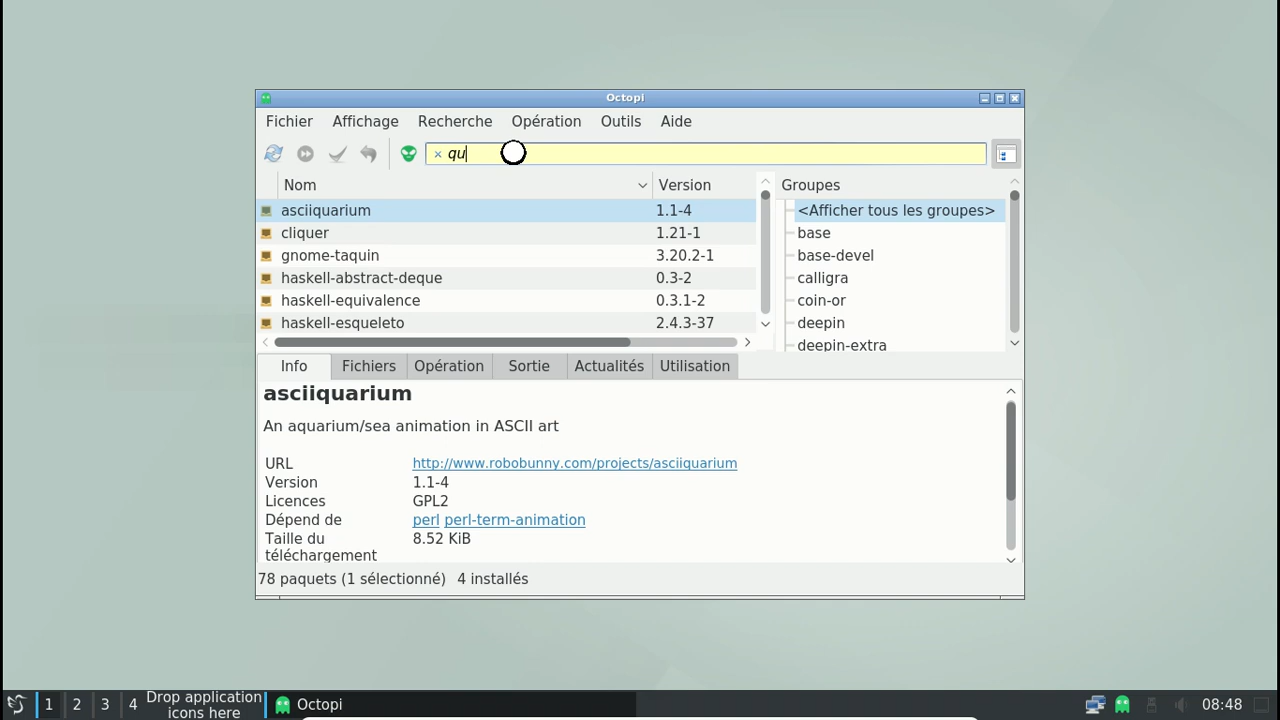 Octopi
Fichier Affichage Recherche Opération Outils Aide
qu
Nom Version Groupes
asciiquarium 1.1-4 <Afficher tous les groupes>
cliquer 1.21-1 base
gnome-taquin 3.20.2-1 base-devel
haskell-abstract-deque 0.3-2 calligra
haskell-equivalence 0.3.1-2 coin-or
haskell-esqueleto 2.4.3-37 deepin
deepin-extra
Info Fichiers Opération Sortie Actualités Utilisation
asciiquarium
An aquarium/sea animation in ASCII art
URL http://www.robobunny.com/projects/asciiquarium
Version 1.1-4
Licences GPL2
Dépend de perl perl-term-animation
Taille du 8.52 KiB
téléchargement
78 paquets (1 sélectionné) 4 installés
1 2 3 4 Drop application icons here Octopi 08:48